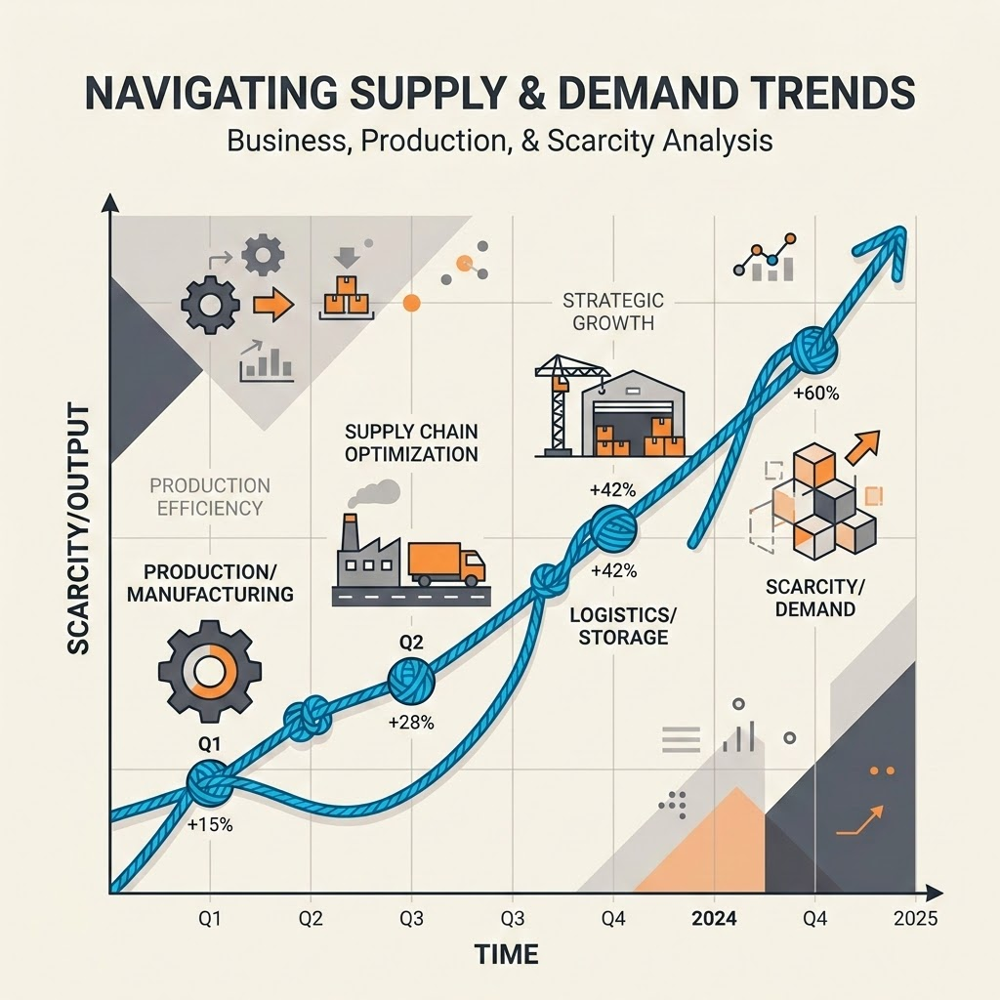 NAVIGATING SUPPLY & DEMAND TRENDS
Business, Production, & Scarcity Analysis
STRATEGIC
GROWTH
+60%
SUPPLY CHAIN
OPTIMIZATION
PRODUCTION
EFFICIENCY
+42%
PRODUCTION/
MANUFACTURING
+42%
SCARCITY/
DEMAND
LOGISTICS/
STORAGE
Q2
+28%
Q1
+15%
SCARCITY/OUTPUT
Q1
Q2
Q3
Q3
Q4
2024
Q4
2025
TIME